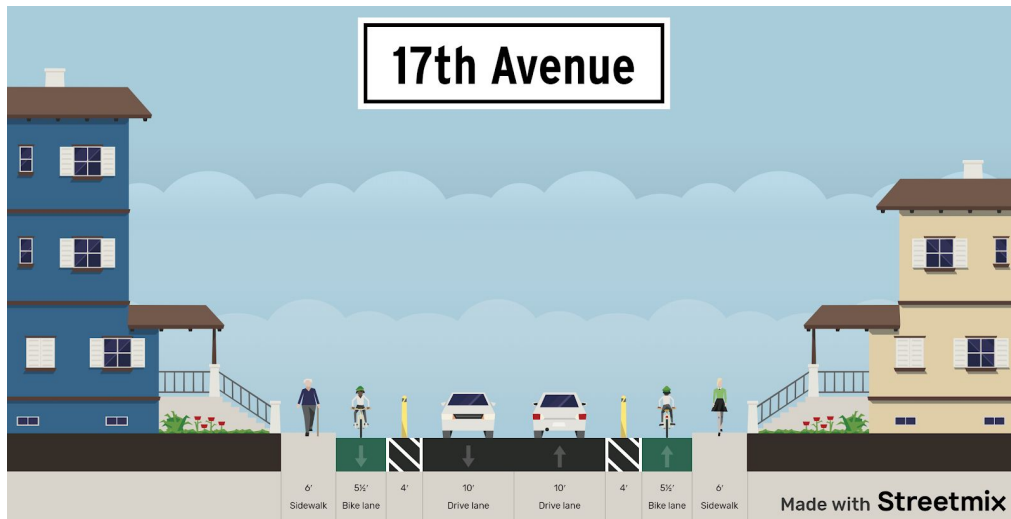 17th Avenue
6' 5½' 4' 10' 10' 4' 5½' 6'
Sidewalk Bike lane Drive lane Drive lane Bike lane Sidewalk
Made with Streetmix